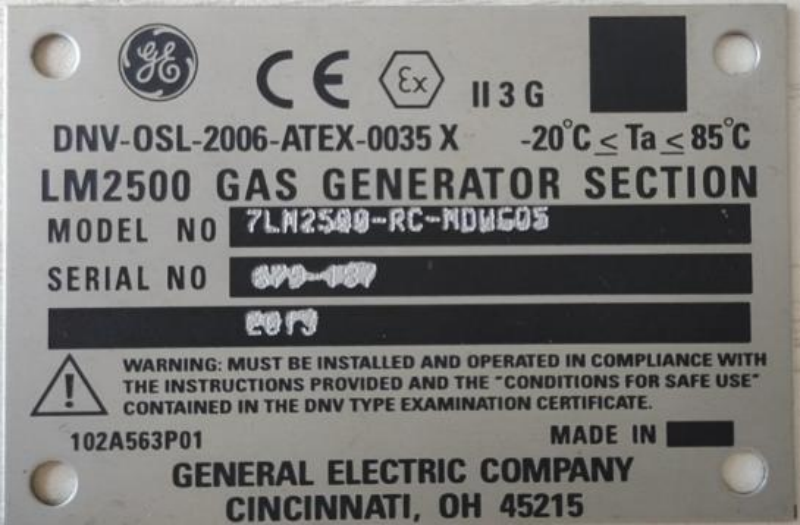 GE
CE Ex II 3 G
DNV-OSL-2006-ATEX-0035 X -20°C ≤ Ta ≤ 85°C
LM2500 GAS GENERATOR SECTION
MODEL NO 7LM2500-RC-MDWG05
SERIAL NO
2013
WARNING: MUST BE INSTALLED AND OPERATED IN COMPLIANCE WITH
THE INSTRUCTIONS PROVIDED AND THE "CONDITIONS FOR SAFE USE"
CONTAINED IN THE DNV TYPE EXAMINATION CERTIFICATE.
102A563P01 MADE IN
GENERAL ELECTRIC COMPANY
CINCINNATI, OH 45215